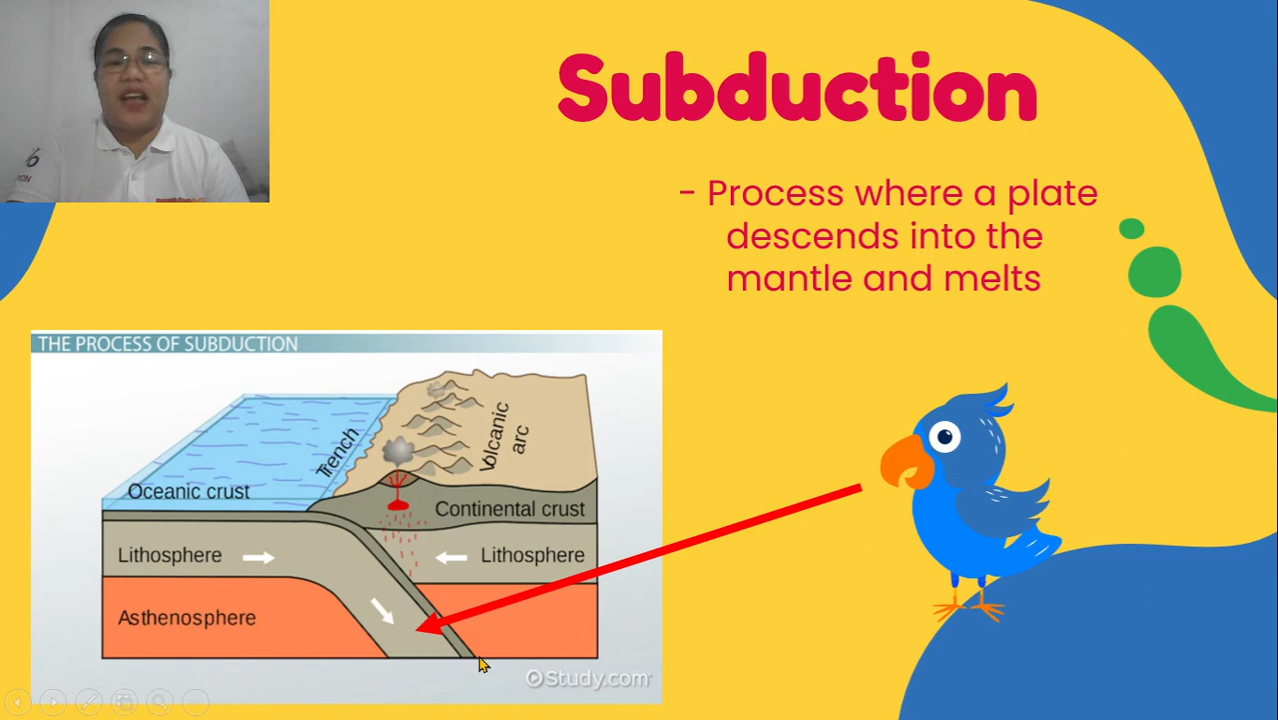 Subduction
- Process where a plate
descends into the
mantle and melts
THE PROCESS OF SUBDUCTION
Trench
Volcanic
arc
Oceanic crust
Continental crust
Lithosphere
Lithosphere
Asthenosphere
Study.com